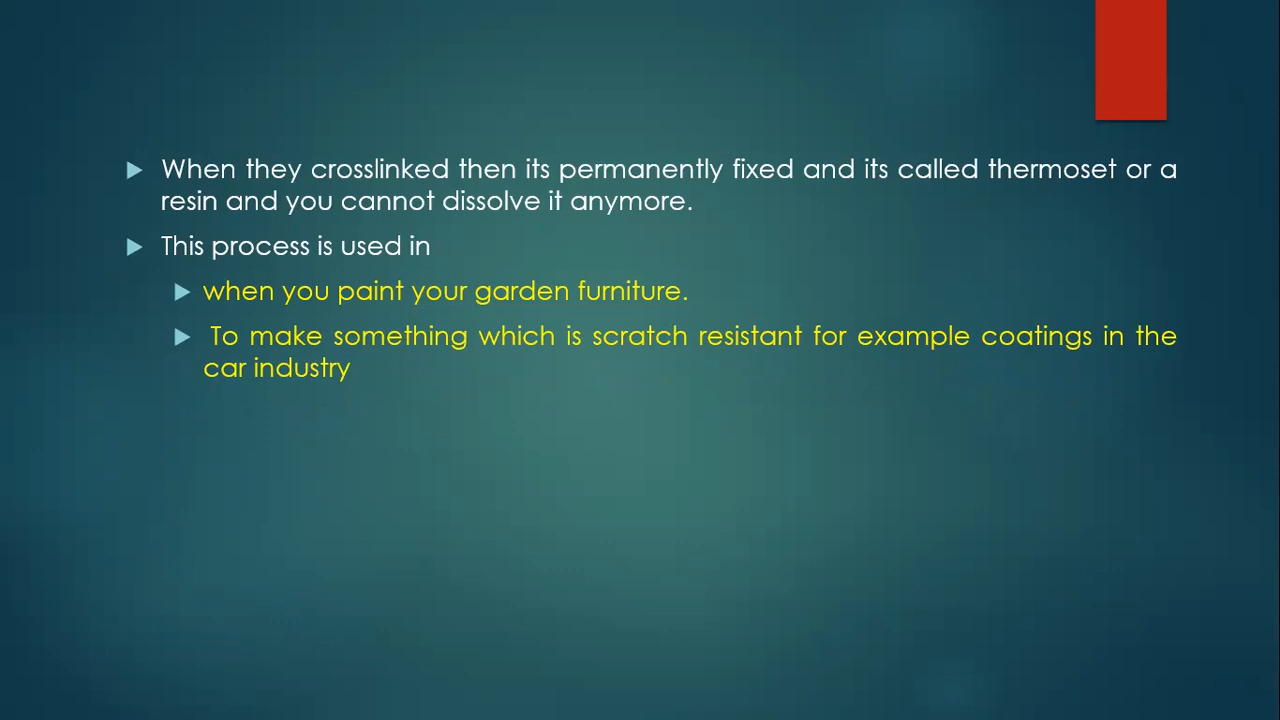 When they crosslinked then its permanently fixed and its called thermoset or a
resin and you cannot dissolve it anymore.
This process is used in
when you paint your garden furniture.
To make something which is scratch resistant for example coatings in the
car industry